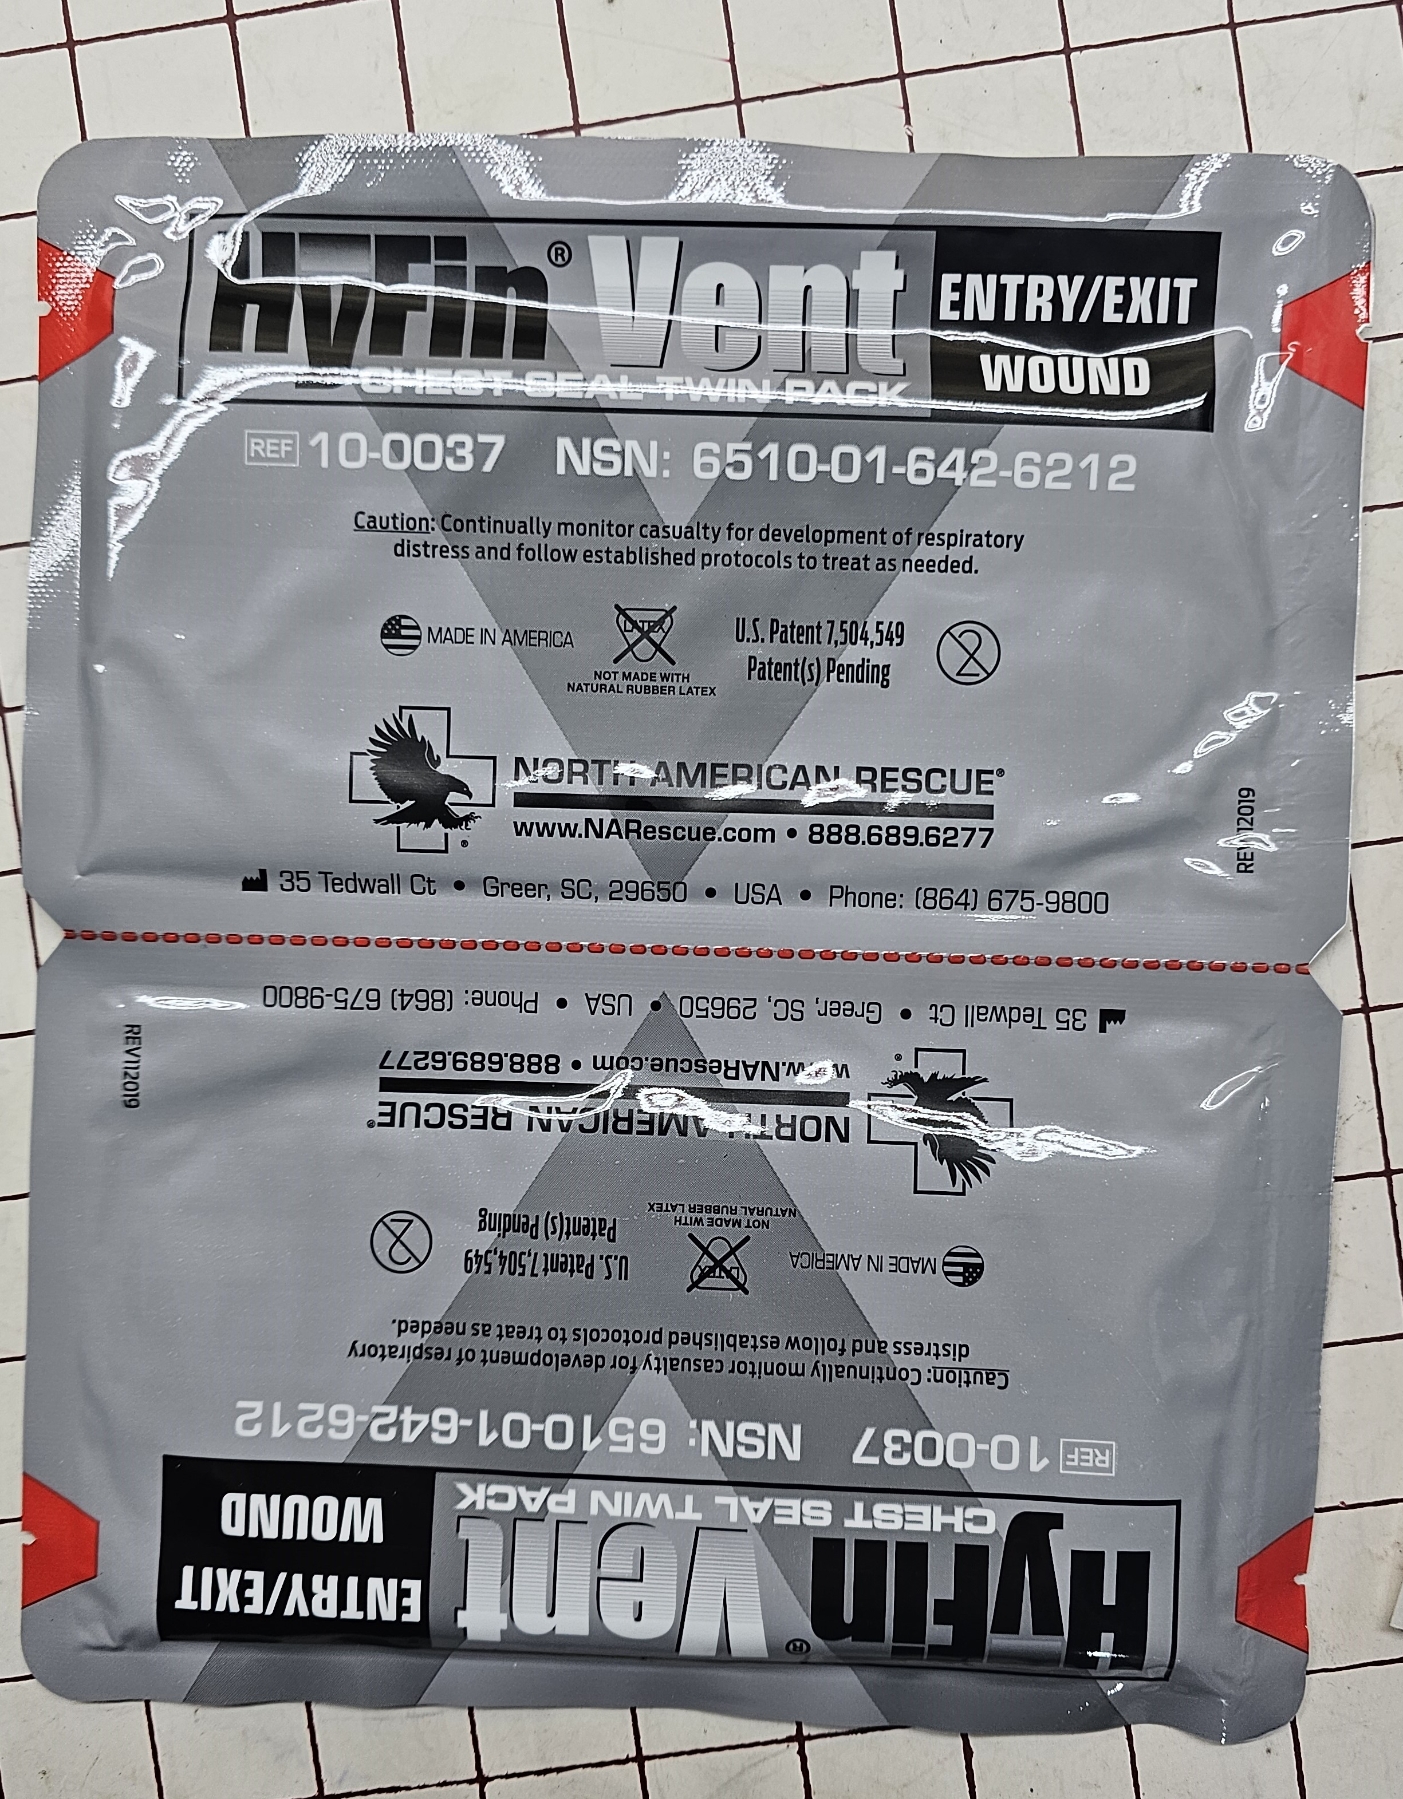 HyFin® Vent
CHEST SEAL TWIN PACK
ENTRY/EXIT
WOUND
REF 10-0037 NSN: 6510-01-642-6212
Caution: Continually monitor casualty for development of respiratory
distress and follow established protocols to treat as needed.
MADE IN AMERICA
LATEX
NOT MADE WITH
NATURAL RUBBER LATEX
U.S. Patent 7,504,549
Patent(s) Pending
2
NORTH AMERICAN RESCUE®
www.NARescue.com • 888.689.6277
®
35 Tedwall Ct • Greer, SC, 29650 • USA • Phone: (864) 675-9800
REV112019
35 Tedwall Ct • Greer, SC, 29650 • USA • Phone: (864) 675-9800
REV112019
www.NARescue.com • 888.689.6277
NORTH AMERICAN RESCUE®
®
NOT MADE WITH
NATURAL RUBBER LATEX
LATEX
MADE IN AMERICA
U.S. Patent 7,504,549
Patent(s) Pending
2
Caution: Continually monitor casualty for development of respiratory
distress and follow established protocols to treat as needed.
REF 10-0037 NSN: 6510-01-642-6212
HyFin® Vent
CHEST SEAL TWIN PACK
ENTRY/EXIT
WOUND